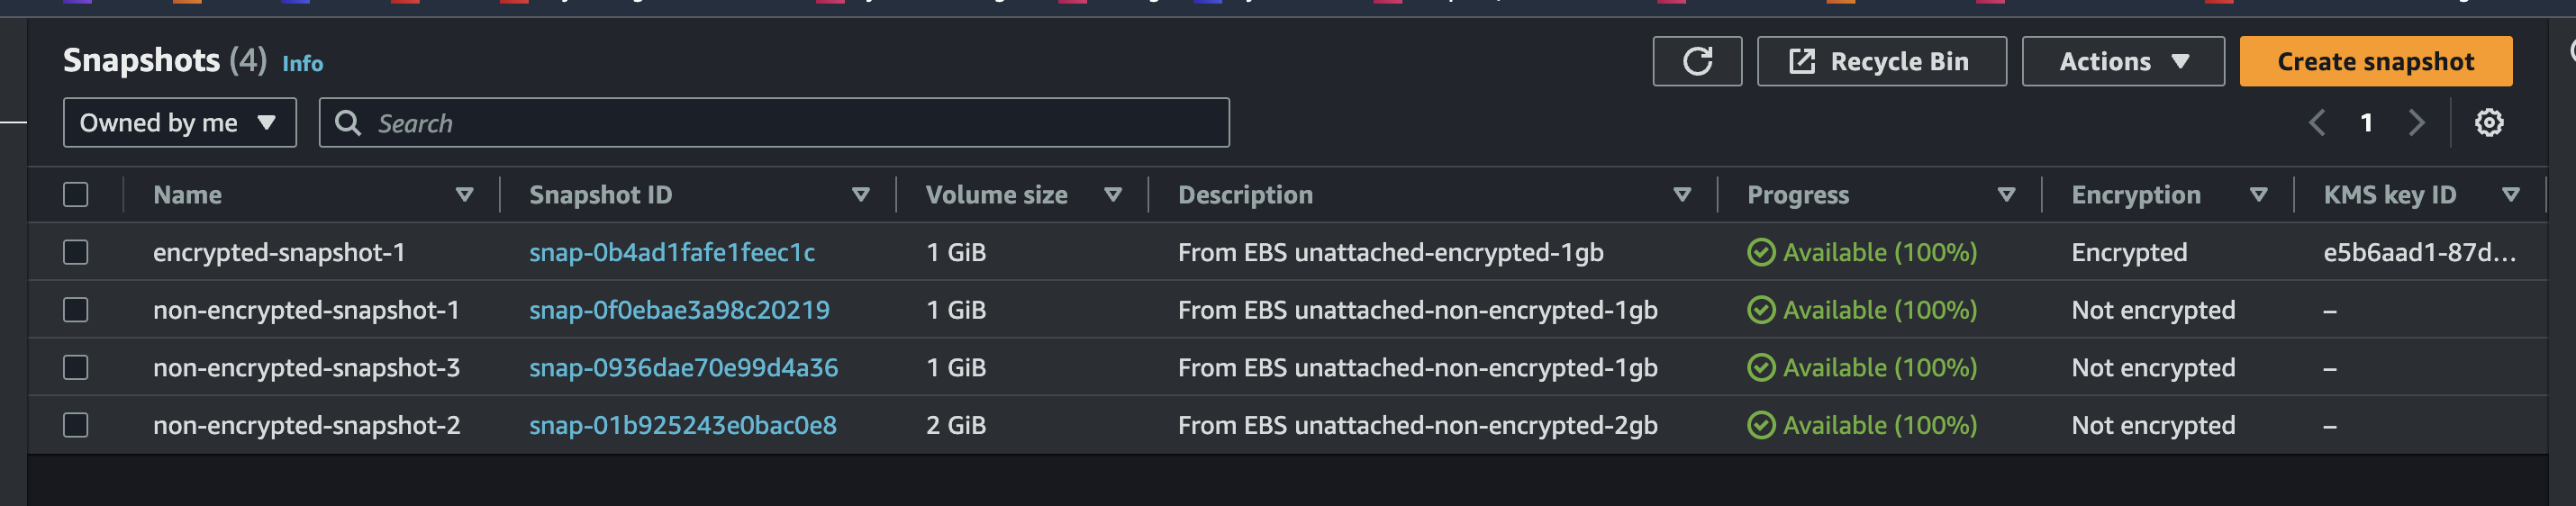 Snapshots (4) Info
Recycle Bin
Actions
Create snapshot
Owned by me
Search
1
Name Snapshot ID Volume size Description Progress Encryption KMS key ID
encrypted-snapshot-1 snap-0b4ad1fafe1feec1c 1 GiB From EBS unattached-encrypted-1gb Available (100%) Encrypted e5b6aad1-87d...
non-encrypted-snapshot-1 snap-0f0ebae3a98c20219 1 GiB From EBS unattached-non-encrypted-1gb Available (100%) Not encrypted –
non-encrypted-snapshot-3 snap-0936dae70e99d4a36 1 GiB From EBS unattached-non-encrypted-1gb Available (100%) Not encrypted –
non-encrypted-snapshot-2 snap-01b925243e0bac0e8 2 GiB From EBS unattached-non-encrypted-2gb Available (100%) Not encrypted –